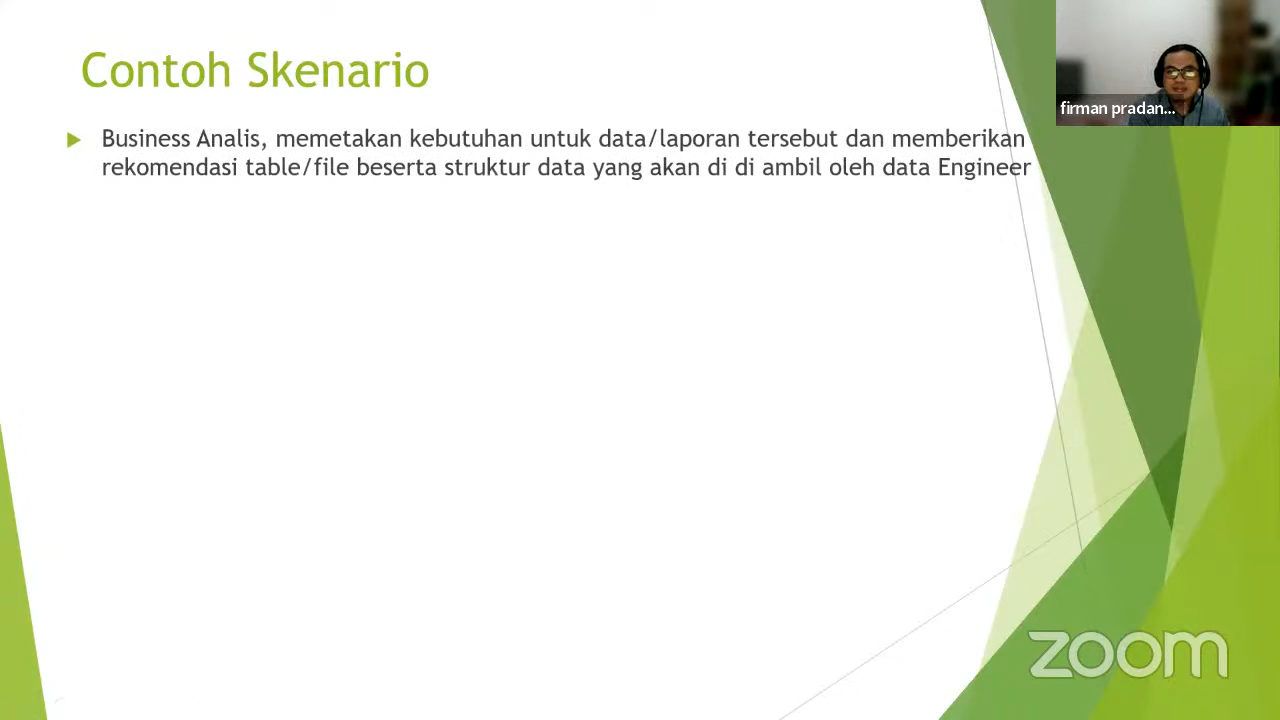 Contoh Skenario
firman pradan...
Business Analis, memetakan kebutuhan untuk data/laporan tersebut dan memberikan
rekomendasi table/file beserta struktur data yang akan di di ambil oleh data Engineer
zoom